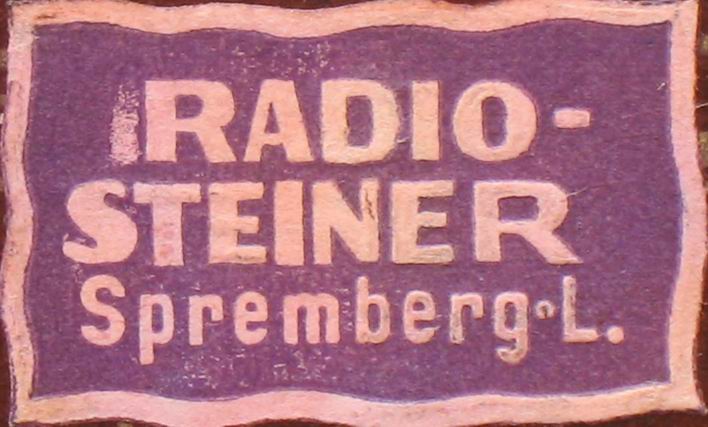 RADIO-
STEINER
Spremberg-L.